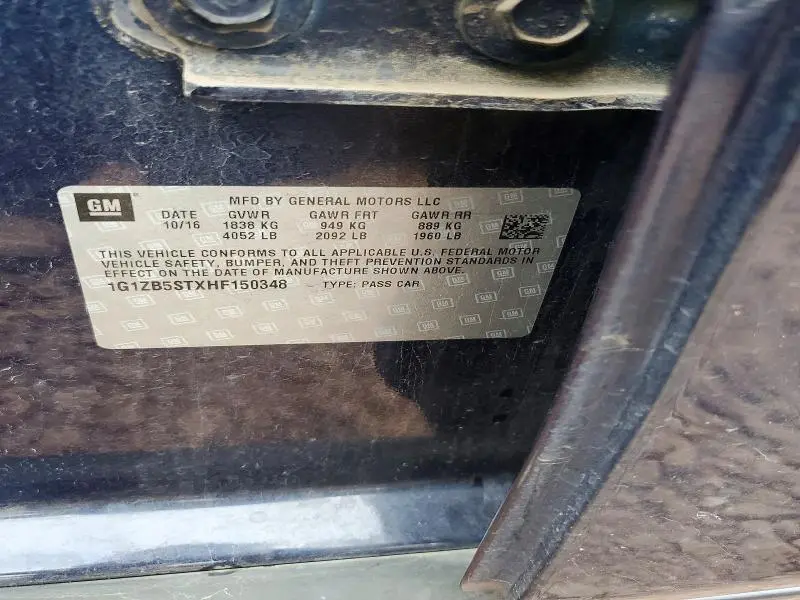 GM
MFD BY GENERAL MOTORS LLC
DATE GVWR GAWR FRT GAWR RR
10/16 1838 KG 949 KG 889 KG
4052 LB 2092 LB 1960 LB
THIS VEHICLE CONFORMS TO ALL APPLICABLE U.S. FEDERAL MOTOR
VEHICLE SAFETY, BUMPER, AND THEFT PREVENTION STANDARDS IN
EFFECT ON THE DATE OF MANUFACTURE SHOWN ABOVE.
1G1ZB5STXHF150348 TYPE: PASS CAR